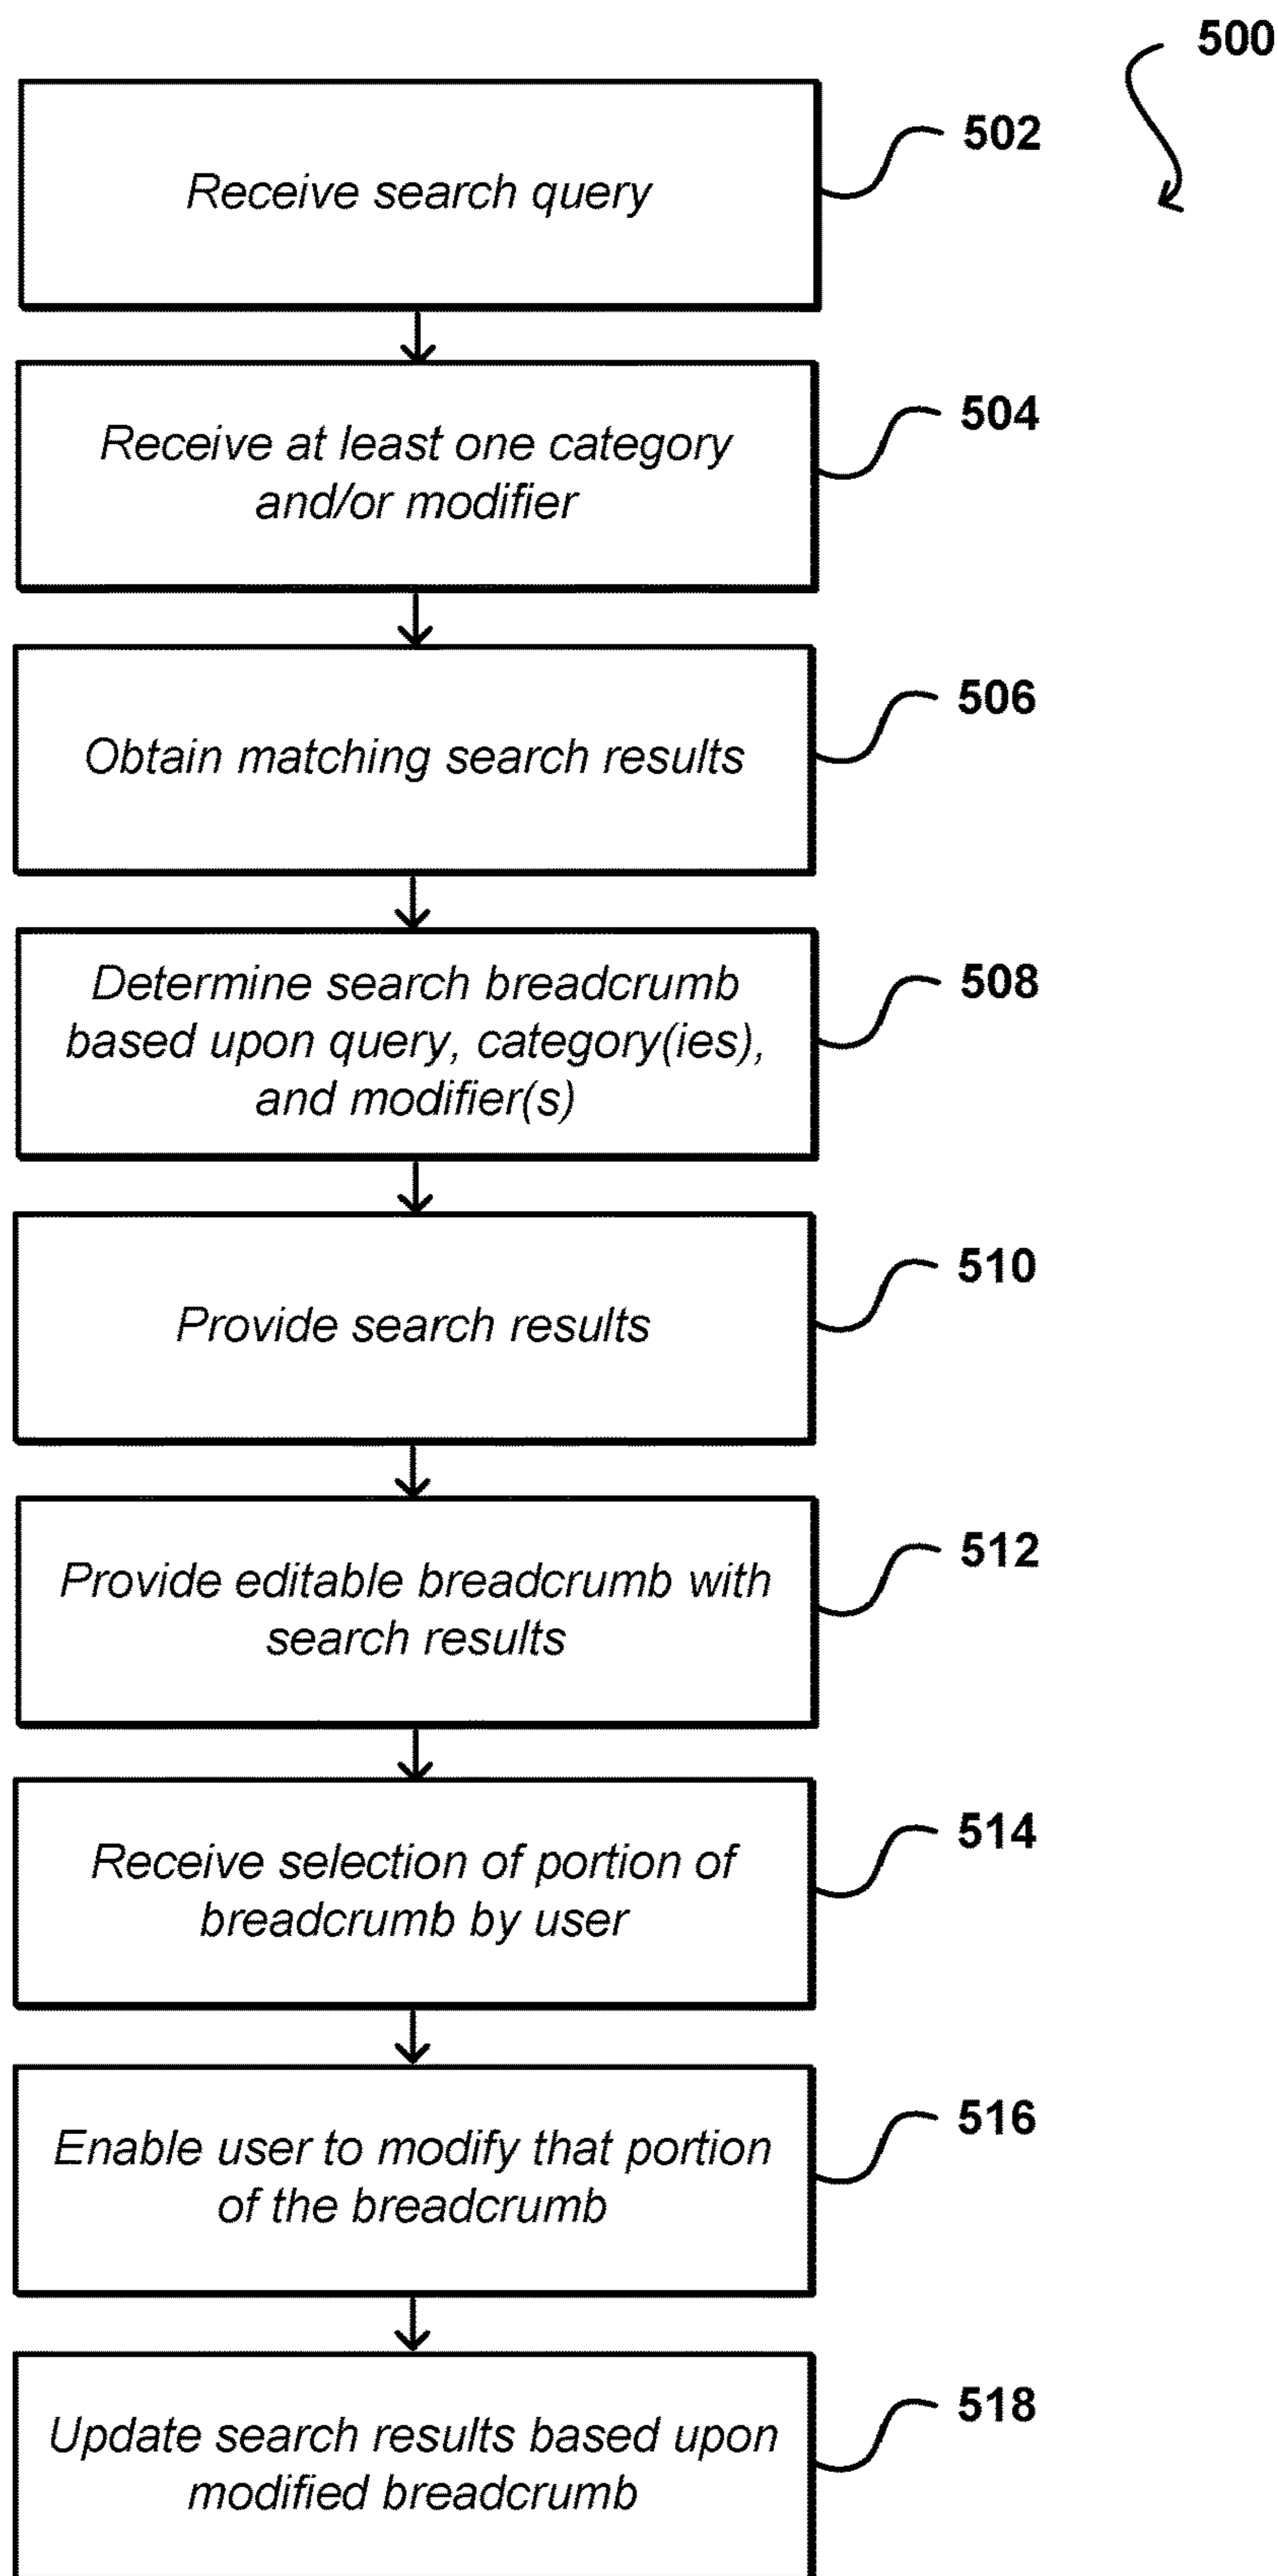 500
502
Receive search query
504
Receive at least one category
and/or modifier
506
Obtain matching search results
508
Determine search breadcrumb
based upon query, category(ies),
and modifier(s)
510
Provide search results
512
Provide editable breadcrumb with
search results
514
Receive selection of portion of
breadcrumb by user
516
Enable user to modify that portion
of the breadcrumb
518
Update search results based upon
modified breadcrumb